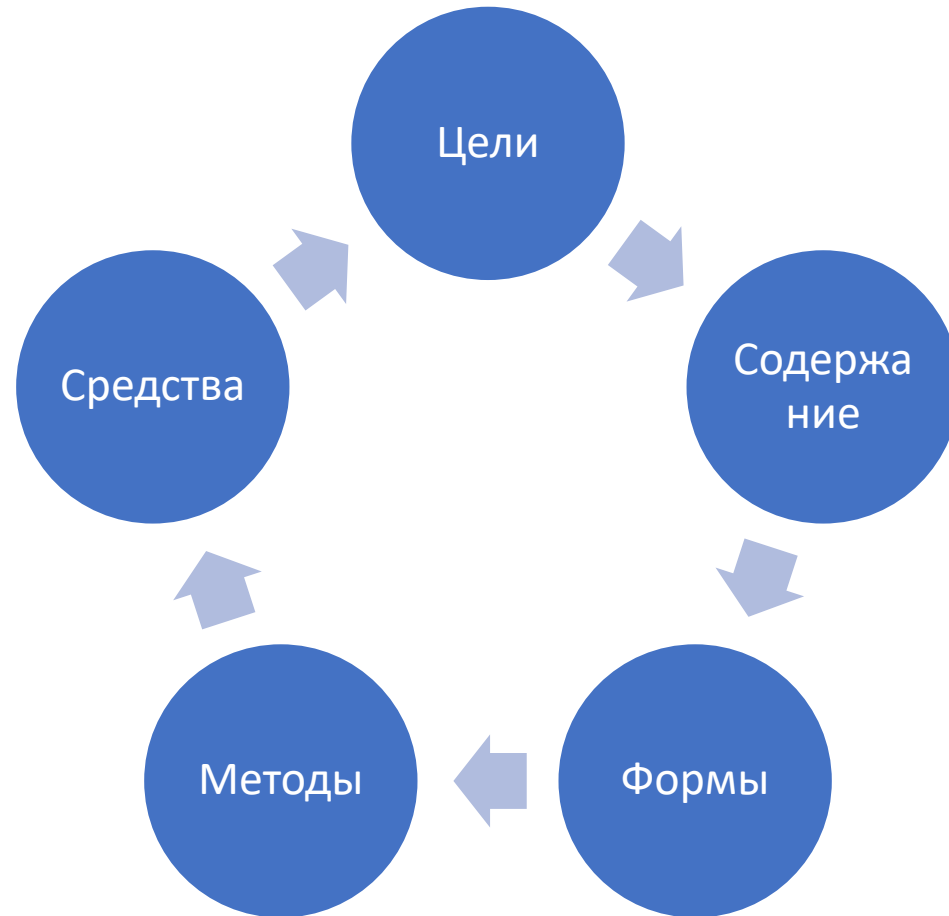 Цели
Содержа
ние
Формы
Методы
Средства